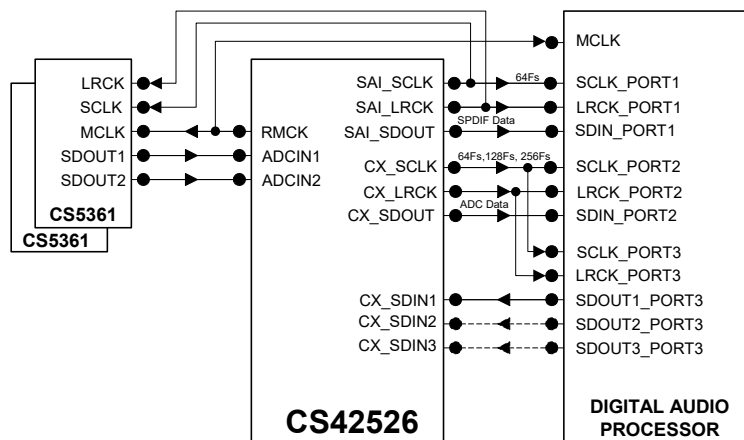 LRCK
SCLK
MCLK
SDOUT1
SDOUT2
CS5361
CS5361
RMCK
ADCIN1
ADCIN2
SAI_SCLK
SAI_LRCK
SAI_SDOUT
CX_SCLK
CX_LRCK
CX_SDOUT
CX_SDIN1
CX_SDIN2
CX_SDIN3
CS42526
64Fs
SPDIF Data
64Fs,128Fs, 256Fs
ADC Data
MCLK
SCLK_PORT1
LRCK_PORT1
SDIN_PORT1
SCLK_PORT2
LRCK_PORT2
SDIN_PORT2
SCLK_PORT3
LRCK_PORT3
SDOUT1_PORT3
SDOUT2_PORT3
SDOUT3_PORT3
DIGITAL AUDIO
PROCESSOR